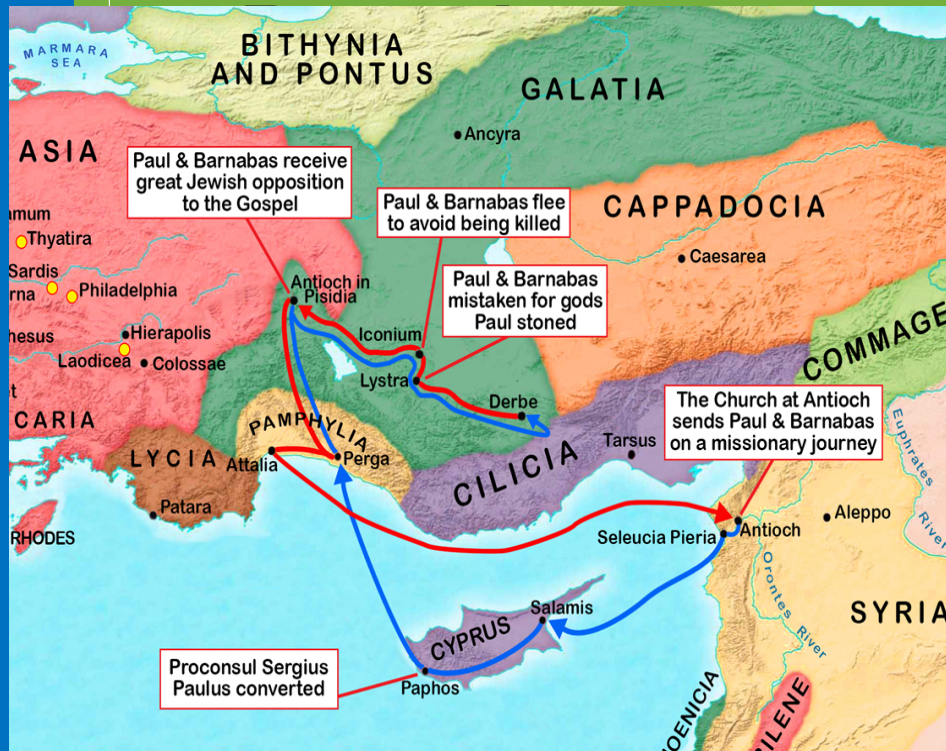 MARMARA
SEA
BITHYNIA
AND PONTUS
GALATIA
Ancyra
ASIA
Paul & Barnabas receive
great Jewish opposition
to the Gospel
Paul & Barnabas flee
to avoid being killed
CAPPADOCIA
Caesarea
amum
Thyatira
Sardis
rna
Philadelphia
Antioch in
Pisidia
Paul & Barnabas
mistaken for gods
Paul stoned
hesus
Hierapolis
Laodicea
Colossae
Iconium
Lystra
Derbe
COMMAGE
et
CARIA
PAMPHYLIA
LYCIA
Attalia
Perga
CILICIA
Tarsus
The Church at Antioch
sends Paul & Barnabas
on a missionary journey
Euphrates
River
Patara
RHODES
Seleucia Pieria
Antioch
Aleppo
Orontes River
SYRIA
Salamis
CYPRUS
Proconsul Sergius
Paulus converted
Paphos
HOENICIA
ILENE